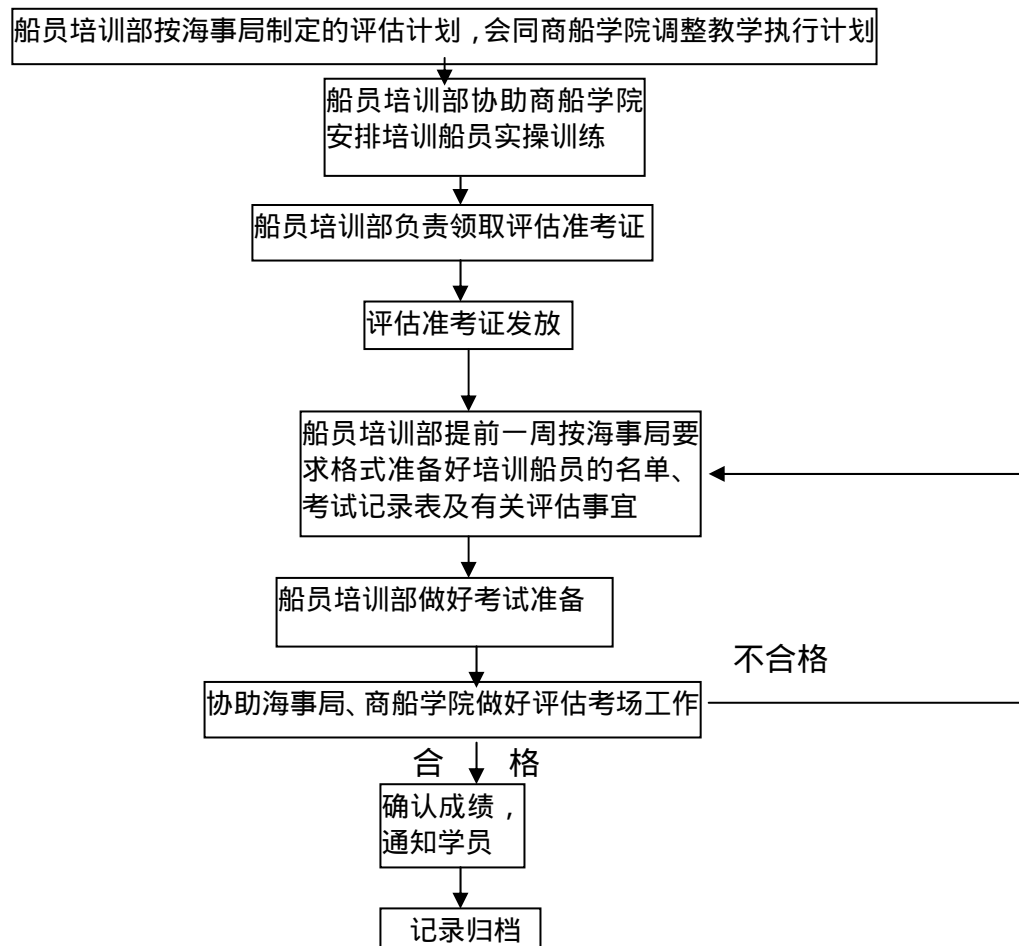 船员培训部按海事局制定的评估计划，会同商船学院调整教学执行计划
船员培训部协助商船学院
安排培训船员实操训练
船员培训部负责领取评估准考证
评估准考证发放
船员培训部提前一周按海事局要
求格式准备好培训船员的名单、
考试记录表及有关评估事宜
船员培训部做好考试准备
不合格
协助海事局、商船学院做好评估考场工作
合 格
确认成绩，
通知学员
记录归档